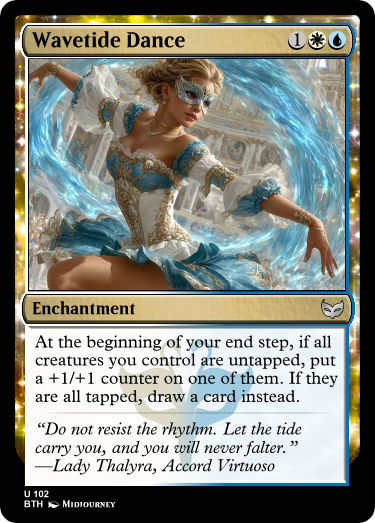 Wavetide Dance 1
Enchantment
At the beginning of your end step, if all
creatures you control are untapped, put
a +1/+1 counter on one of them. If they
are all tapped, draw a card instead.
“Do not resist the rhythm. Let the tide
carry you, and you will never falter.”
—Lady Thalyra, Accord Virtuoso
U 102
BTH Midjourney